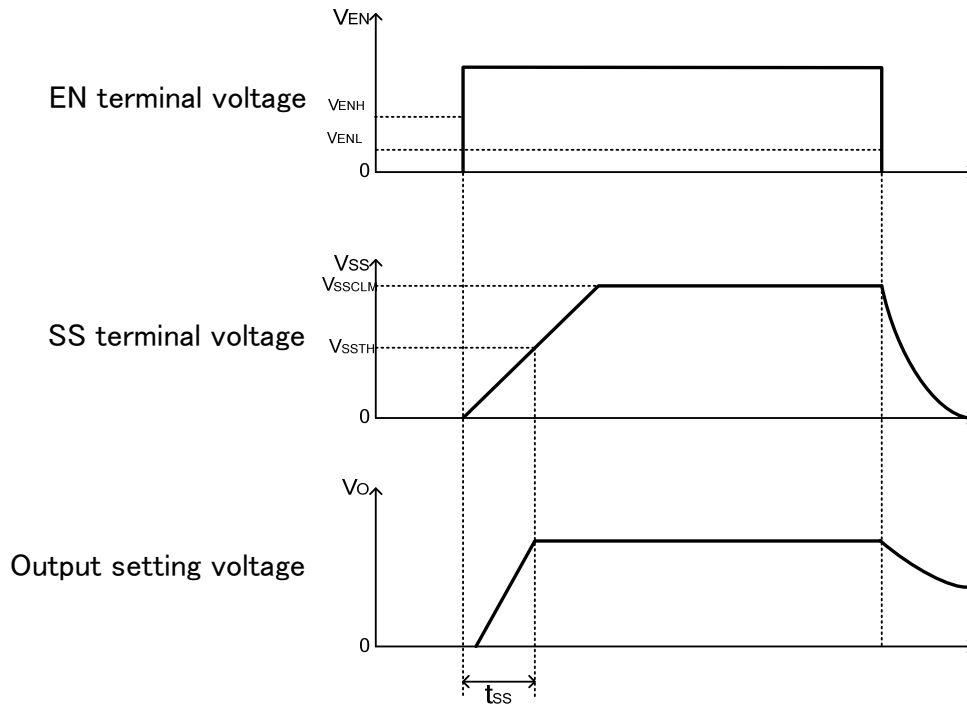 VEN
EN terminal voltage
VENH
VENL
0
VSS
VSSCLM
SS terminal voltage
VSSTH
0
VO
Output setting voltage
0
tSS